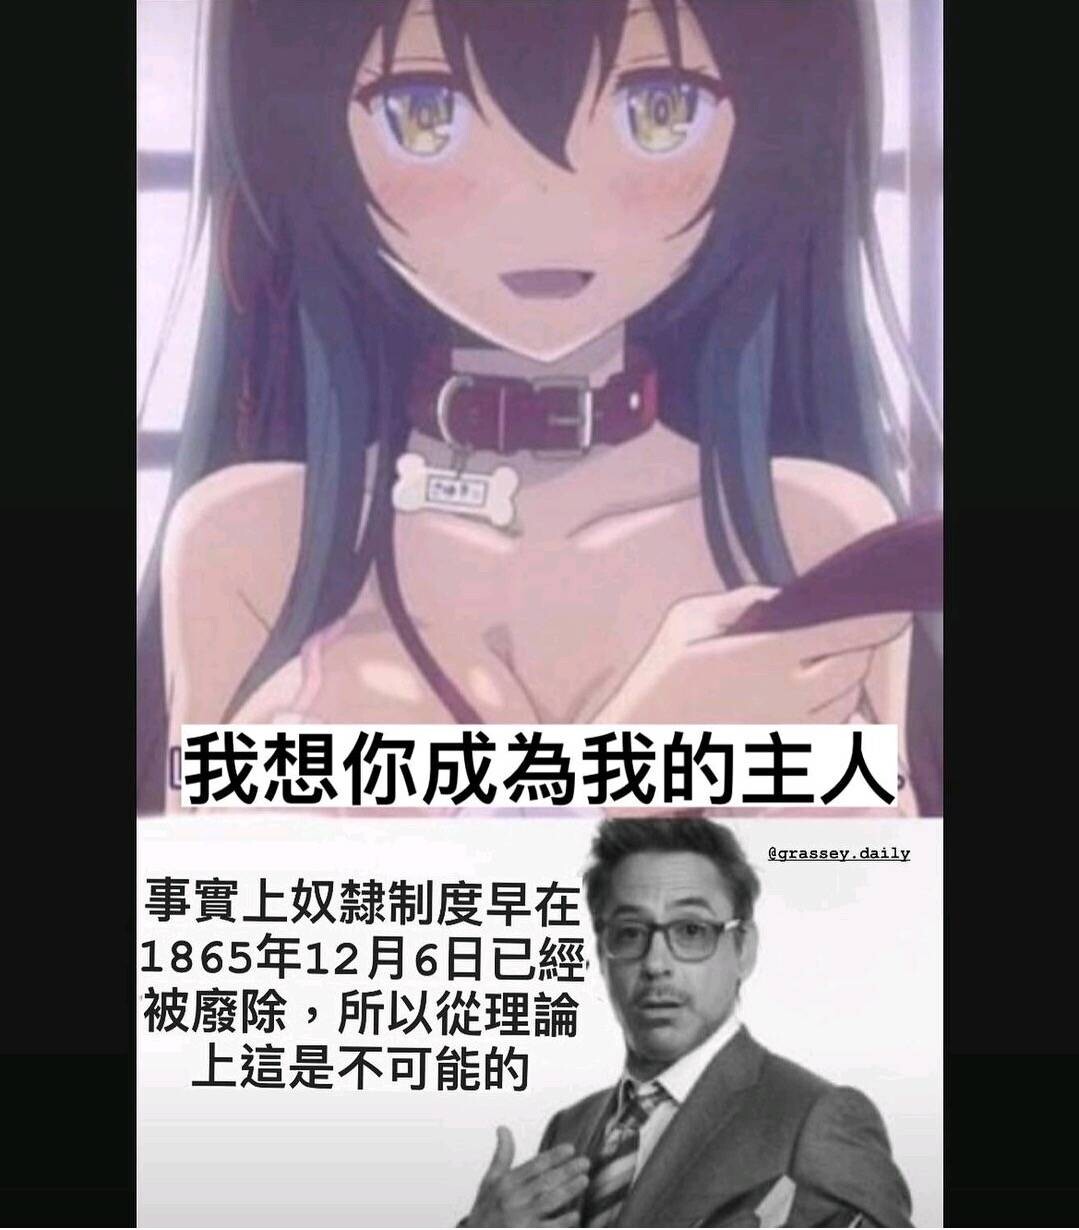 我想你成為我的主人
@grassey.daily
事實上奴隸制度早在
1865年12月6日已經
被廢除，所以從理論
上這是不可能的